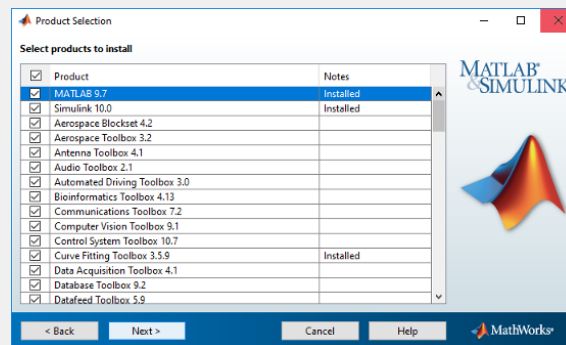 Product Selection
Select products to install
Product Notes
MATLAB 9.7 Installed
Simulink 10.0 Installed
Aerospace Blockset 4.2
Aerospace Toolbox 3.2
Antenna Toolbox 4.1
Audio Toolbox 2.1
Automated Driving Toolbox 3.0
Bioinformatics Toolbox 4.13
Communications Toolbox 7.2
Computer Vision Toolbox 9.1
Control System Toolbox 10.7
Curve Fitting Toolbox 3.5.9 Installed
Data Acquisition Toolbox 4.1
Database Toolbox 9.2
Datafeed Toolbox 5.9
MATLAB®
&SIMULINK
< Back Next > Cancel Help MathWorks®